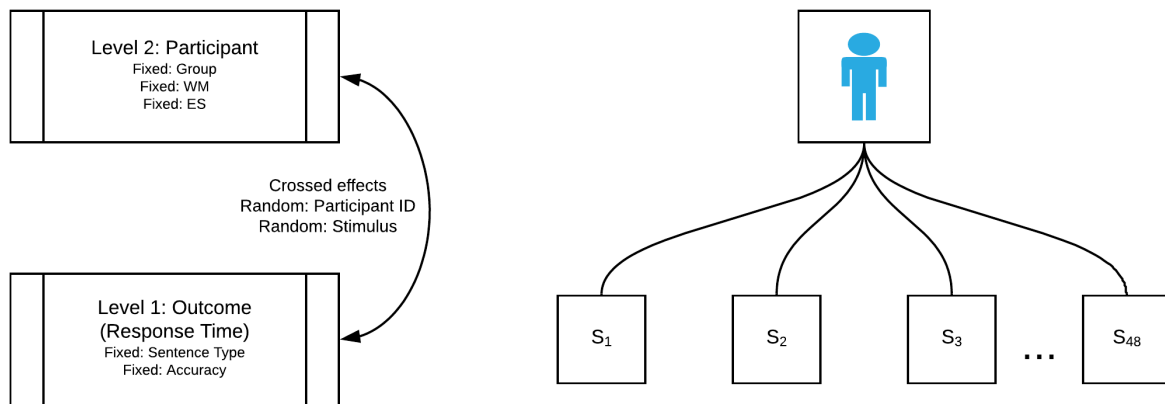 Level 2: Participant
Fixed: Group
Fixed: WM
Fixed: ES
Crossed effects
Random: Participant ID
Random: Stimulus
Level 1: Outcome
(Response Time)
Fixed: Sentence Type
Fixed: Accuracy
S₁
S₂
S₃
...
S₄₈